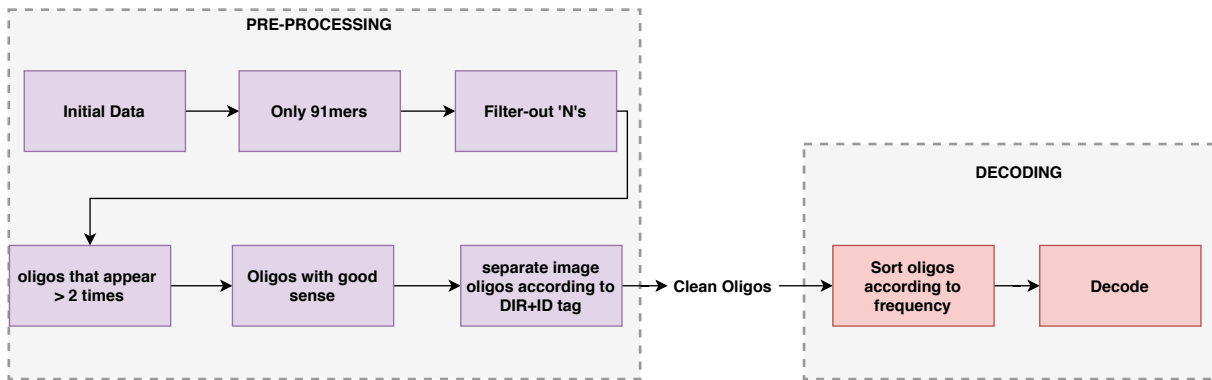 PRE-PROCESSING
Initial Data
Only 91mers
Filter-out 'N's
oligos that appear
> 2 times
Oligos with good
sense
separate image
oligos according to
DIR+ID tag
Clean Oligos
DECODING
Sort oligos
according to
frequency
Decode